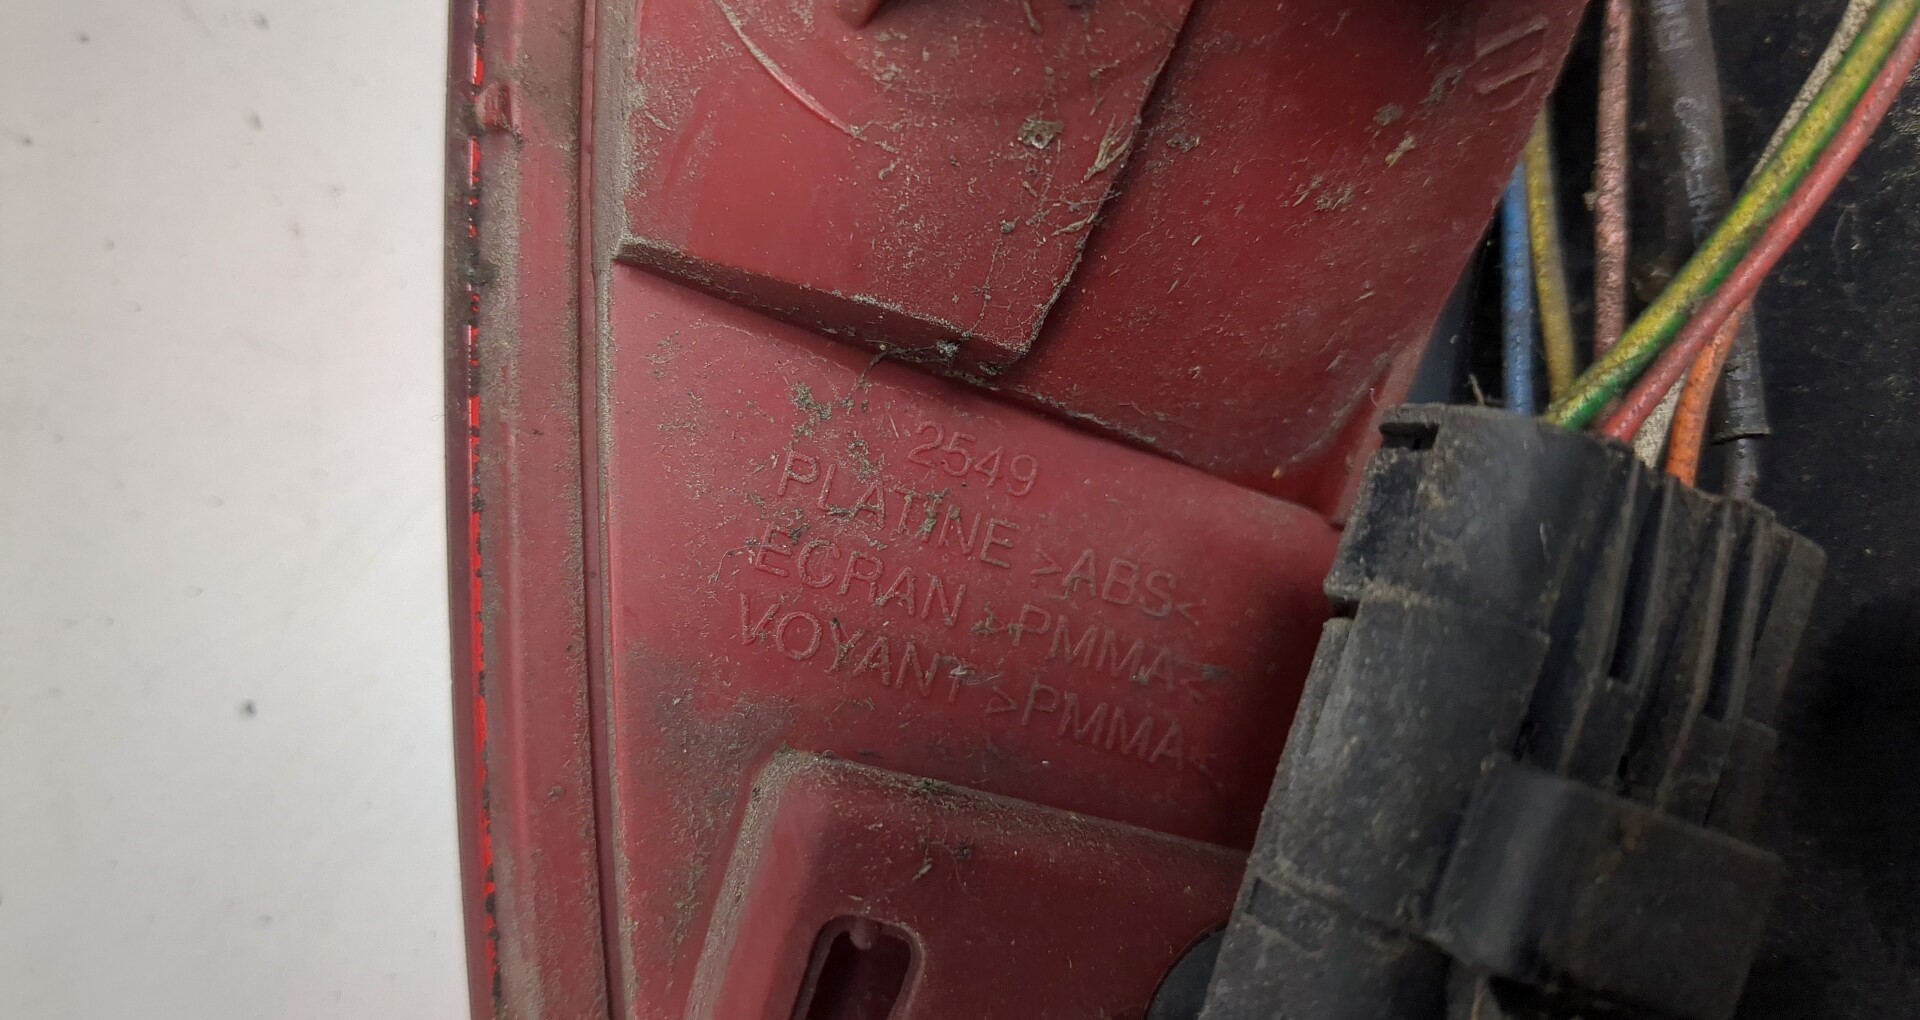 2549
PLATINE >ABS<
ECRAN >PMMA<
VOYANT >PMMA<